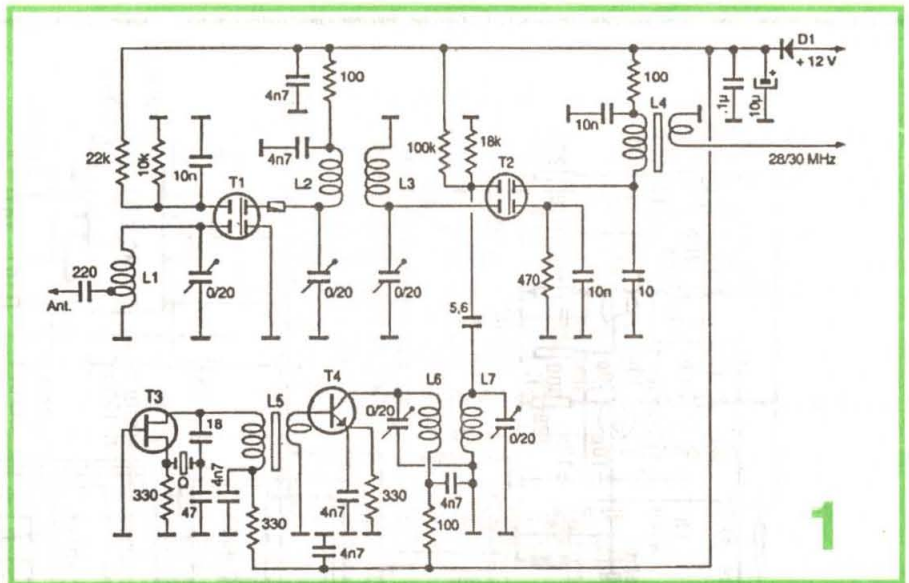 D1
+ 12 V
100
4n7
100
L4
.1µ
10µ
+
10n
28/30 MHz
22k
10k
10n
4n7
L2
L3
100k
18k
T2
T1
220
Ant.
L1
0/20
0/20
0/20
470
10n
10
5,6
T3
L5
T4
L6
L7
0/20
0/20
18
Q
330
47
4n7
330
4n7
330
4n7
100
4n7
1